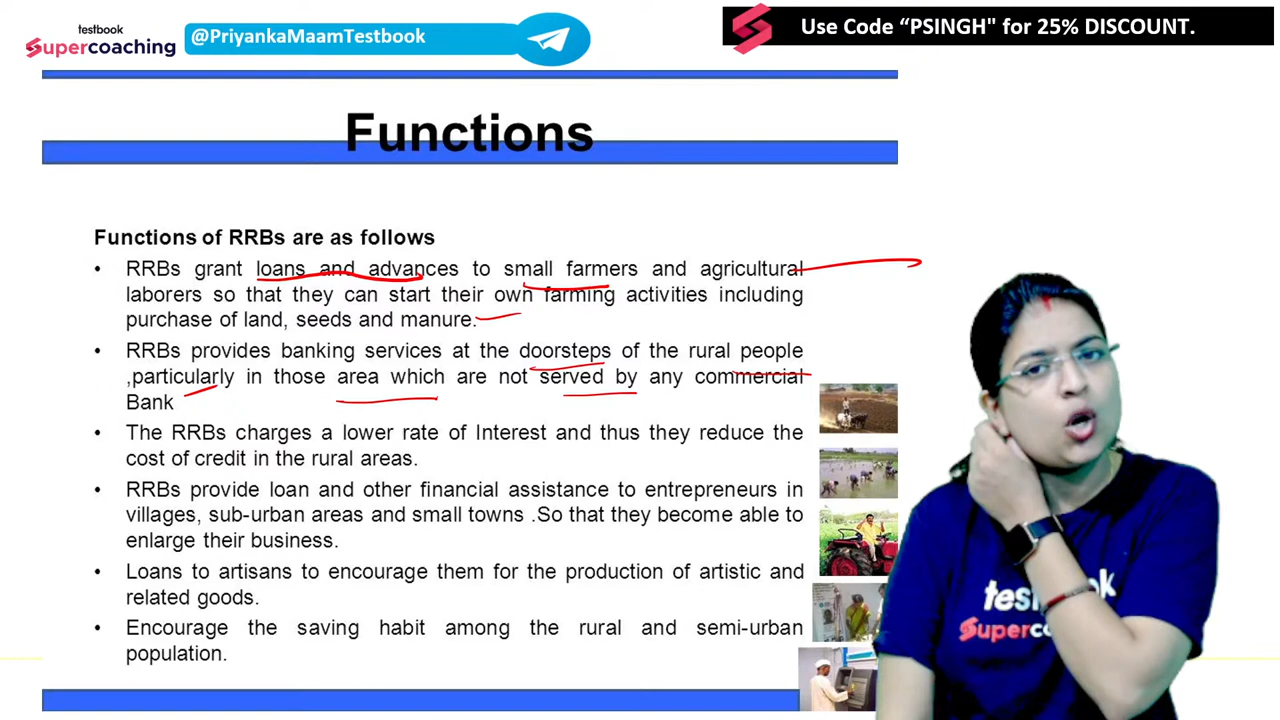 testbook
Supercoaching
@PriyankaMaamTestbook
Use Code “PSINGH" for 25% DISCOUNT.
Functions
Functions of RRBs are as follows
• RRBs grant loans and advances to small farmers and agricultural
laborers so that they can start their own farming activities including
purchase of land, seeds and manure.
• RRBs provides banking services at the doorsteps of the rural people
,particularly in those area which are not served by any commercial
Bank
• The RRBs charges a lower rate of Interest and thus they reduce the
cost of credit in the rural areas.
• RRBs provide loan and other financial assistance to entrepreneurs in
villages, sub-urban areas and small towns .So that they become able to
enlarge their business.
• Loans to artisans to encourage them for the production of artistic and
related goods.
• Encourage the saving habit among the rural and semi-urban
population.